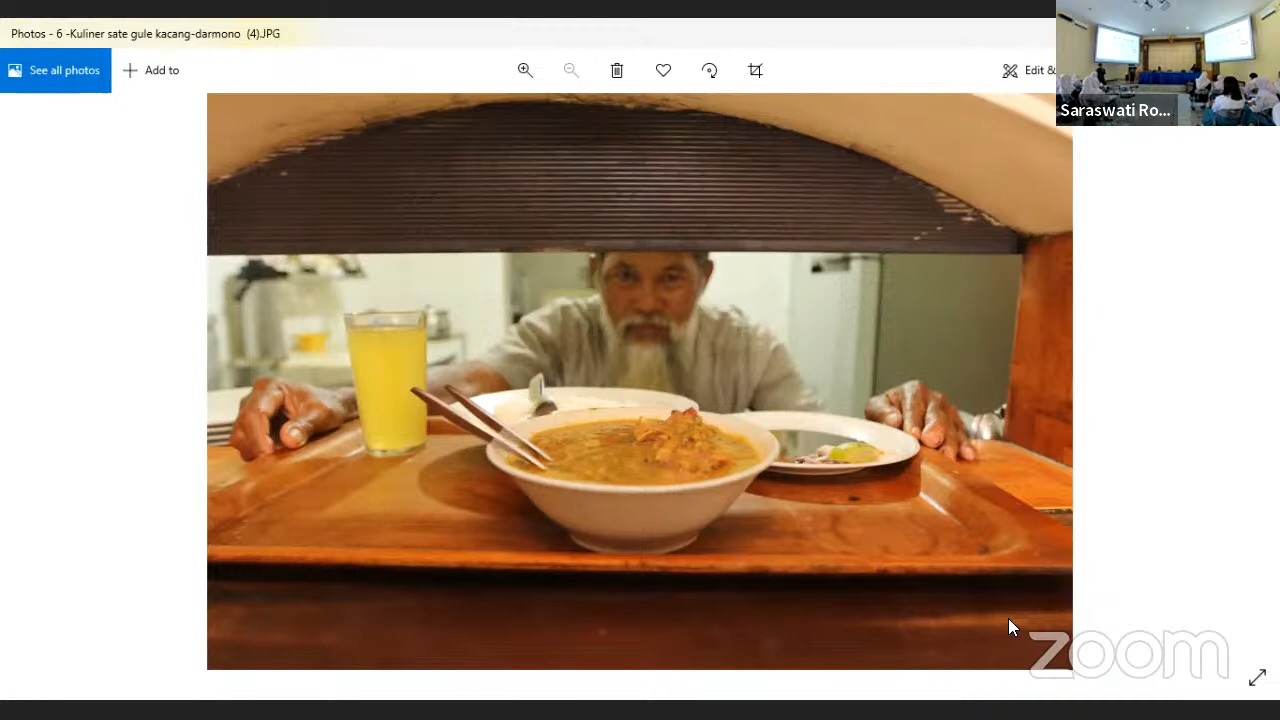 Photos - 6 -Kuliner sate gule kacang-darmono (4).JPG
See all photos
Add to
Edit &
Saraswati Ro...
zoom